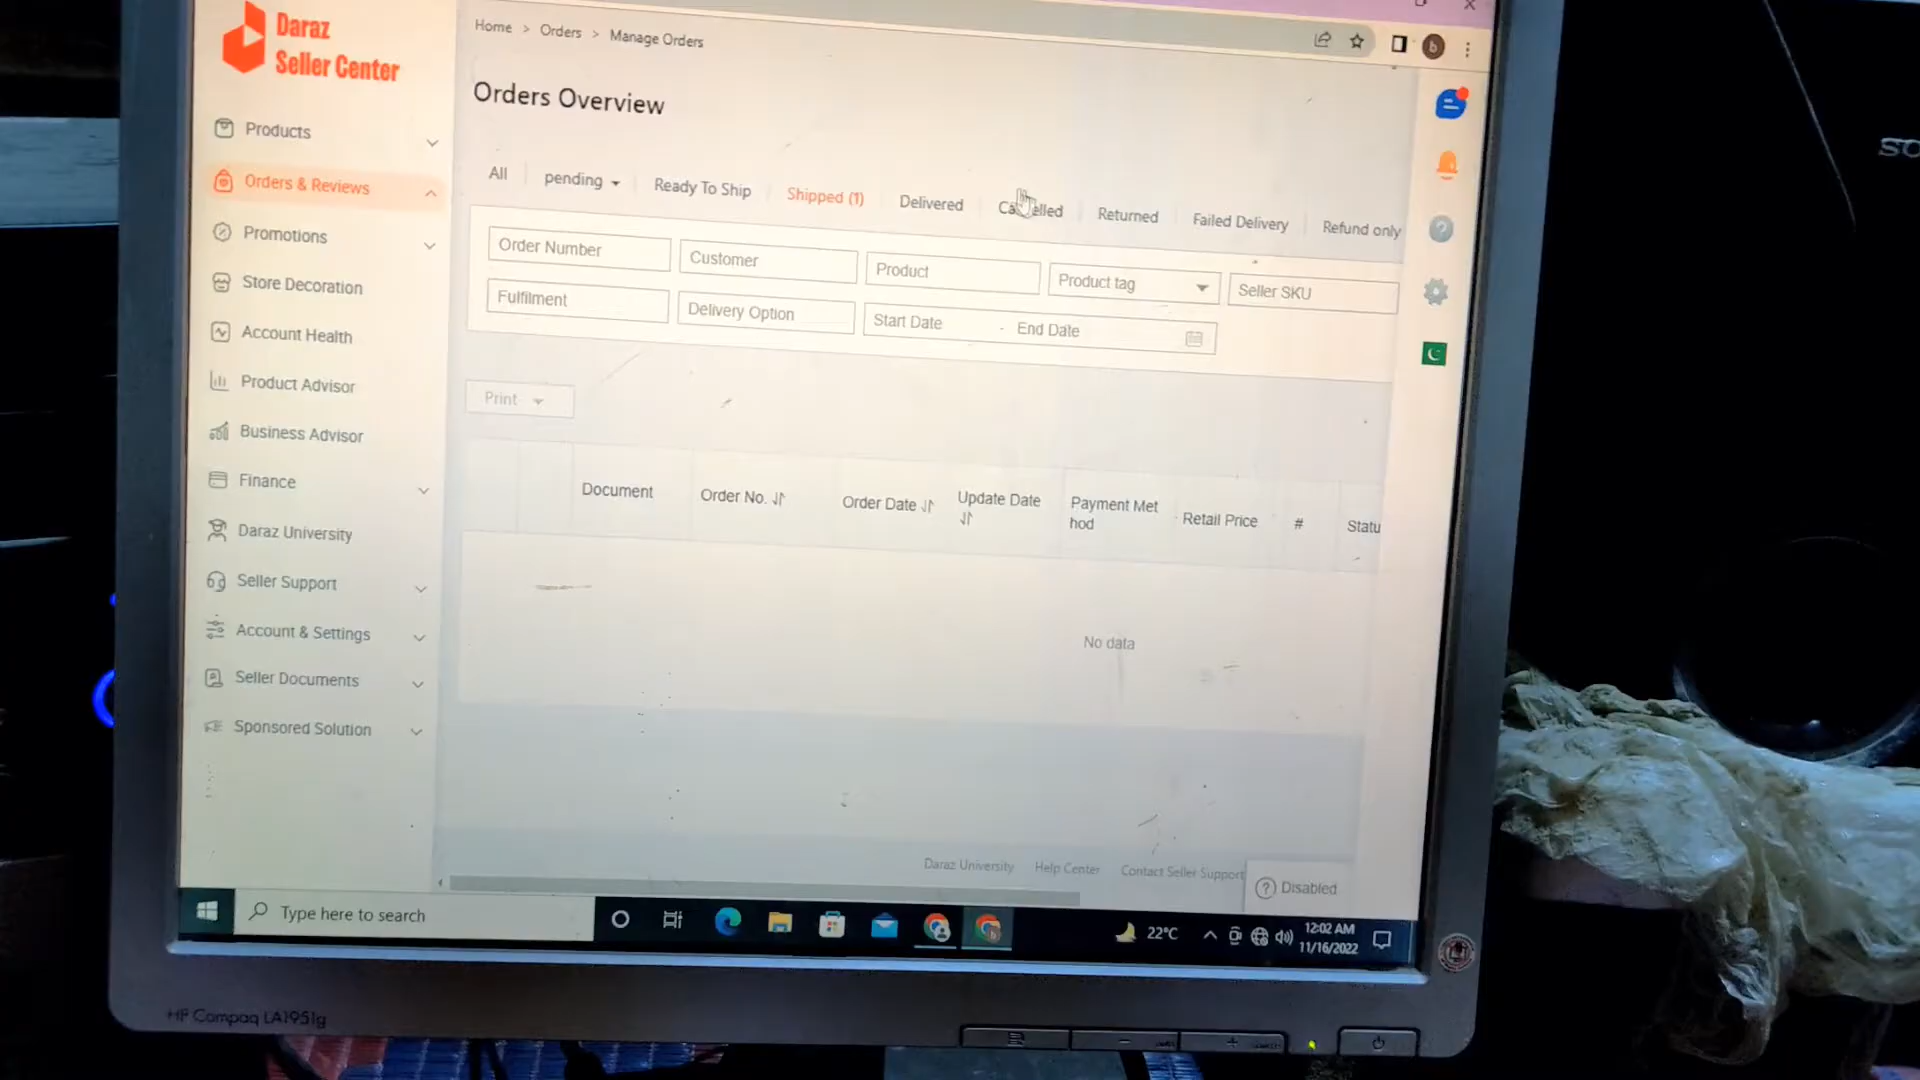 Daraz
Seller Center
Home > Orders > Manage Orders
b
Orders Overview
Products
Orders & Reviews
Promotions
Store Decoration
Account Health
Product Advisor
Business Advisor
Finance
Daraz University
Seller Support
Account & Settings
Seller Documents
Sponsored Solution
All
pending
Ready To Ship
Shipped (1)
Delivered
Cancelled
Returned
Failed Delivery
Refund only
Order Number
Customer
Product
Product tag
Seller SKU
Fulfilment
Delivery Option
Start Date - End Date
Print
Document
Order No.
Order Date
Update Date
Payment Met
hod
Retail Price
#
Statu
No data
Daraz University
Help Center
Contact Seller Support
Disabled
Type here to search
22°C
12:02 AM
11/16/2022
HP Compaq LA1951g
SO